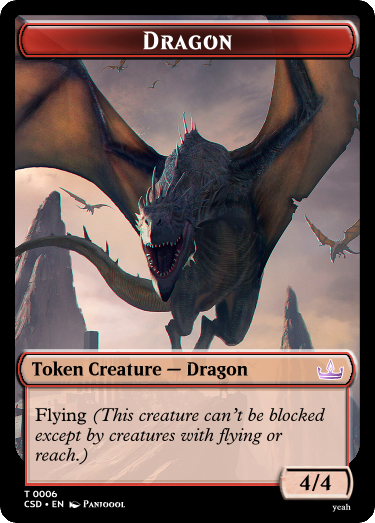 Dragon
Token Creature — Dragon
Flying (This creature can't be blocked
except by creatures with flying or
reach.)
4/4
T 0006
CSD • EN Panjoool
yeah